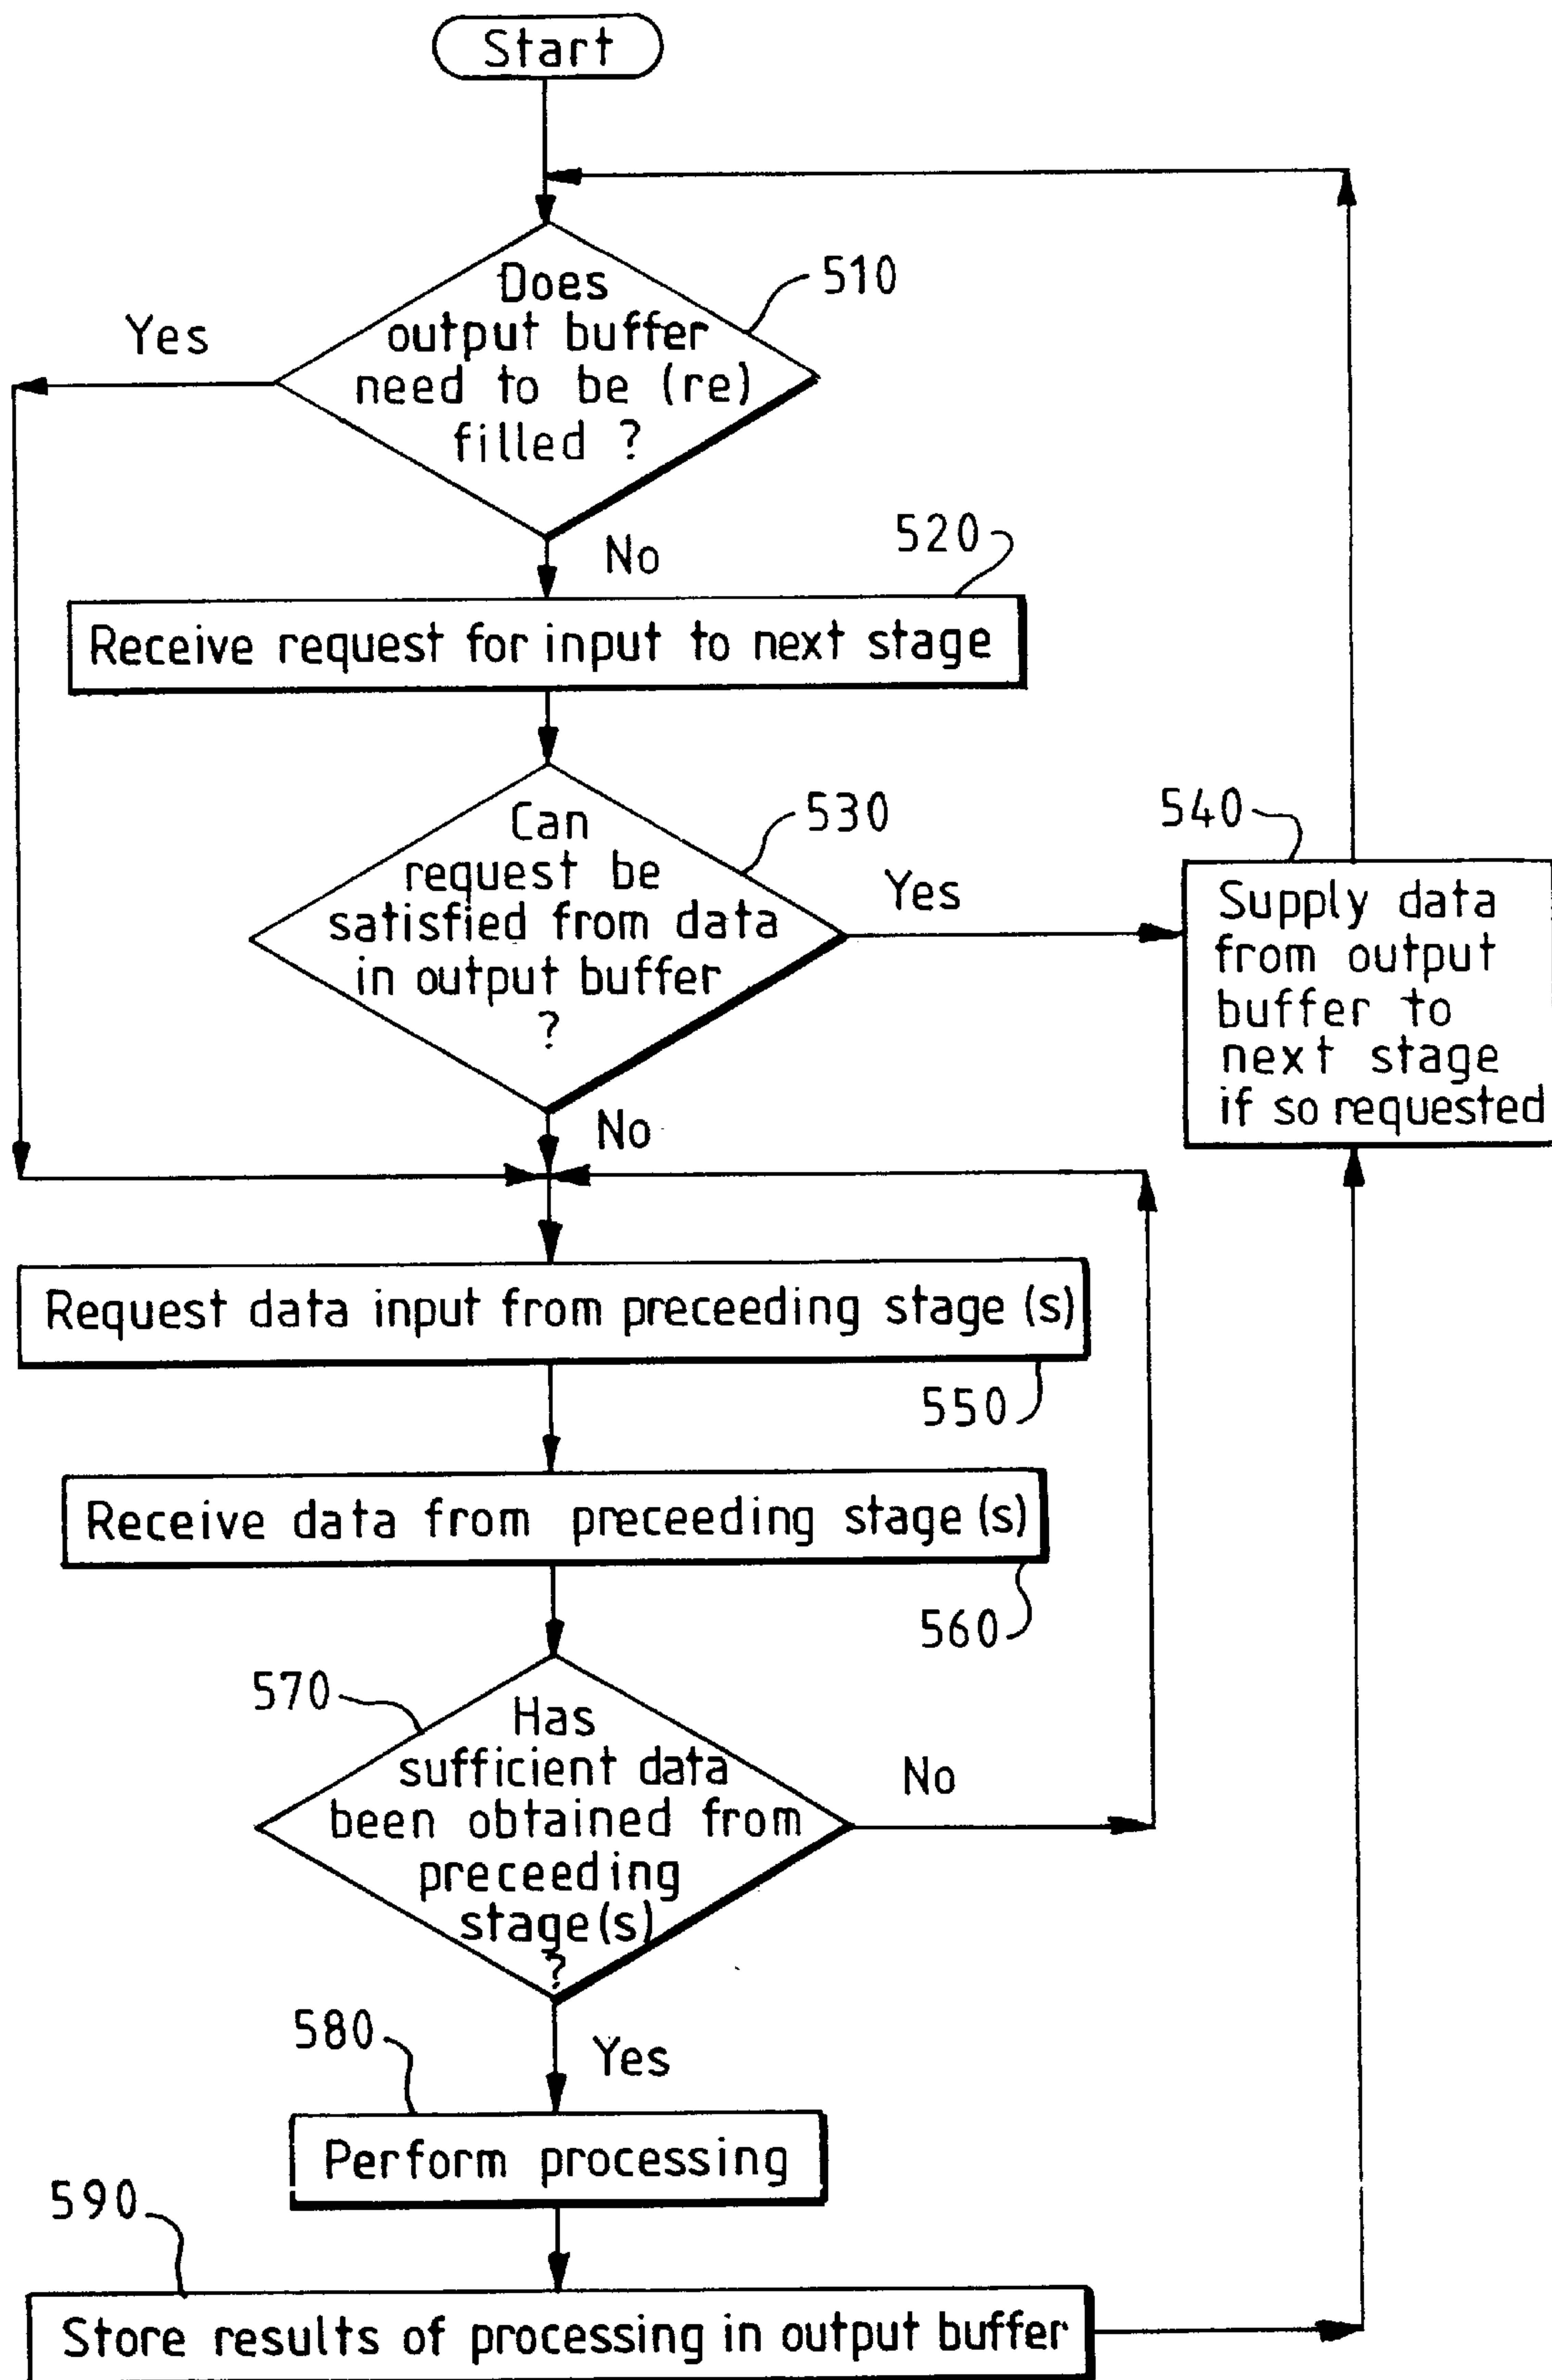 Start
Does
output buffer
need to be (re)
filled ?
510
Yes
No
520
Receive request for input to next stage
Can
request be
satisfied from data
in output buffer
?
530
Yes
540
Supply data
from output
buffer to
next stage
if so requested
No
Request data input from preceeding stage (s)
550
Receive data from preceeding stage (s)
560
570
Has
sufficient data
been obtained from
preceeding
stage(s)
?
No
580
Yes
Perform processing
590
Store results of processing in output buffer